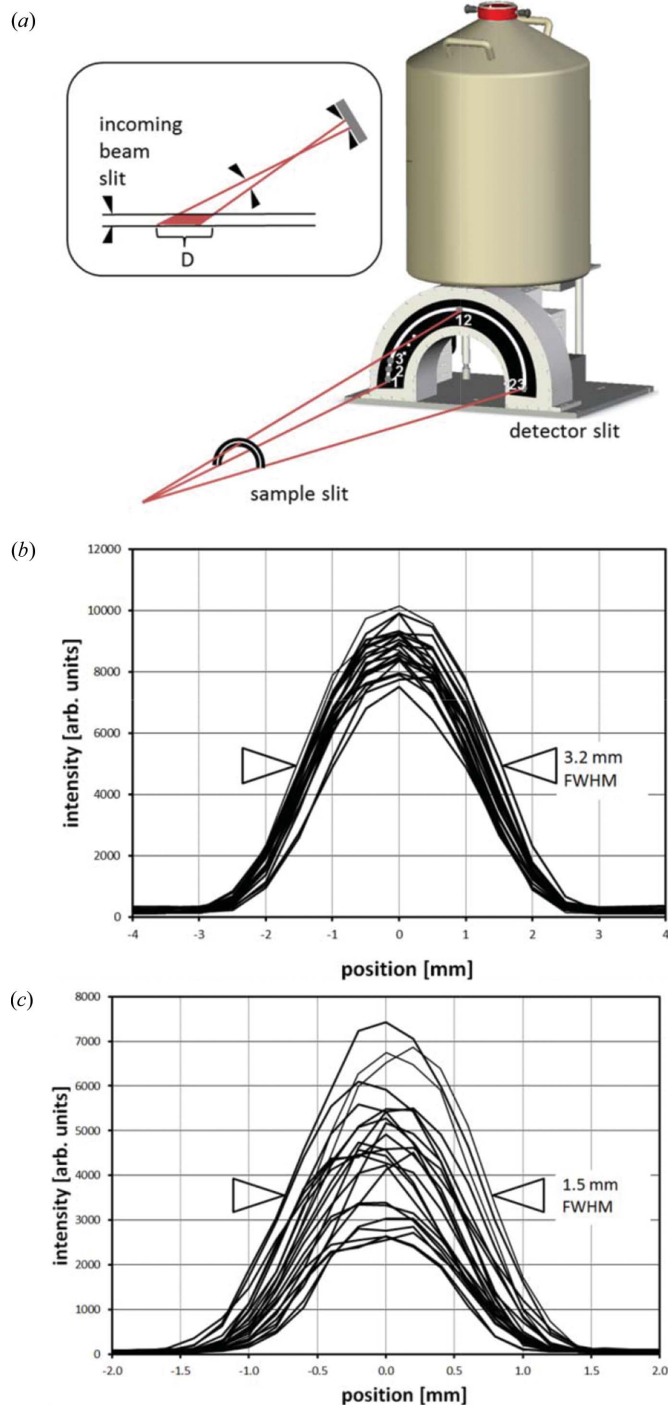 (a)
incoming
beam
slit
D
12
3
2
1
23
detector slit
sample slit
(b)
12000
10000
8000
6000
4000
2000
0
intensity [arb. units]
3.2 mm
FWHM
-4 -3 -2 -1 0 1 2 3 4
position [mm]
(c)
8000
7000
6000
5000
4000
3000
2000
1000
0
intensity [arb. units]
1.5 mm
FWHM
-2.0 -1.5 -1.0 -0.5 0.0 0.5 1.0 1.5 2.0
position [mm]